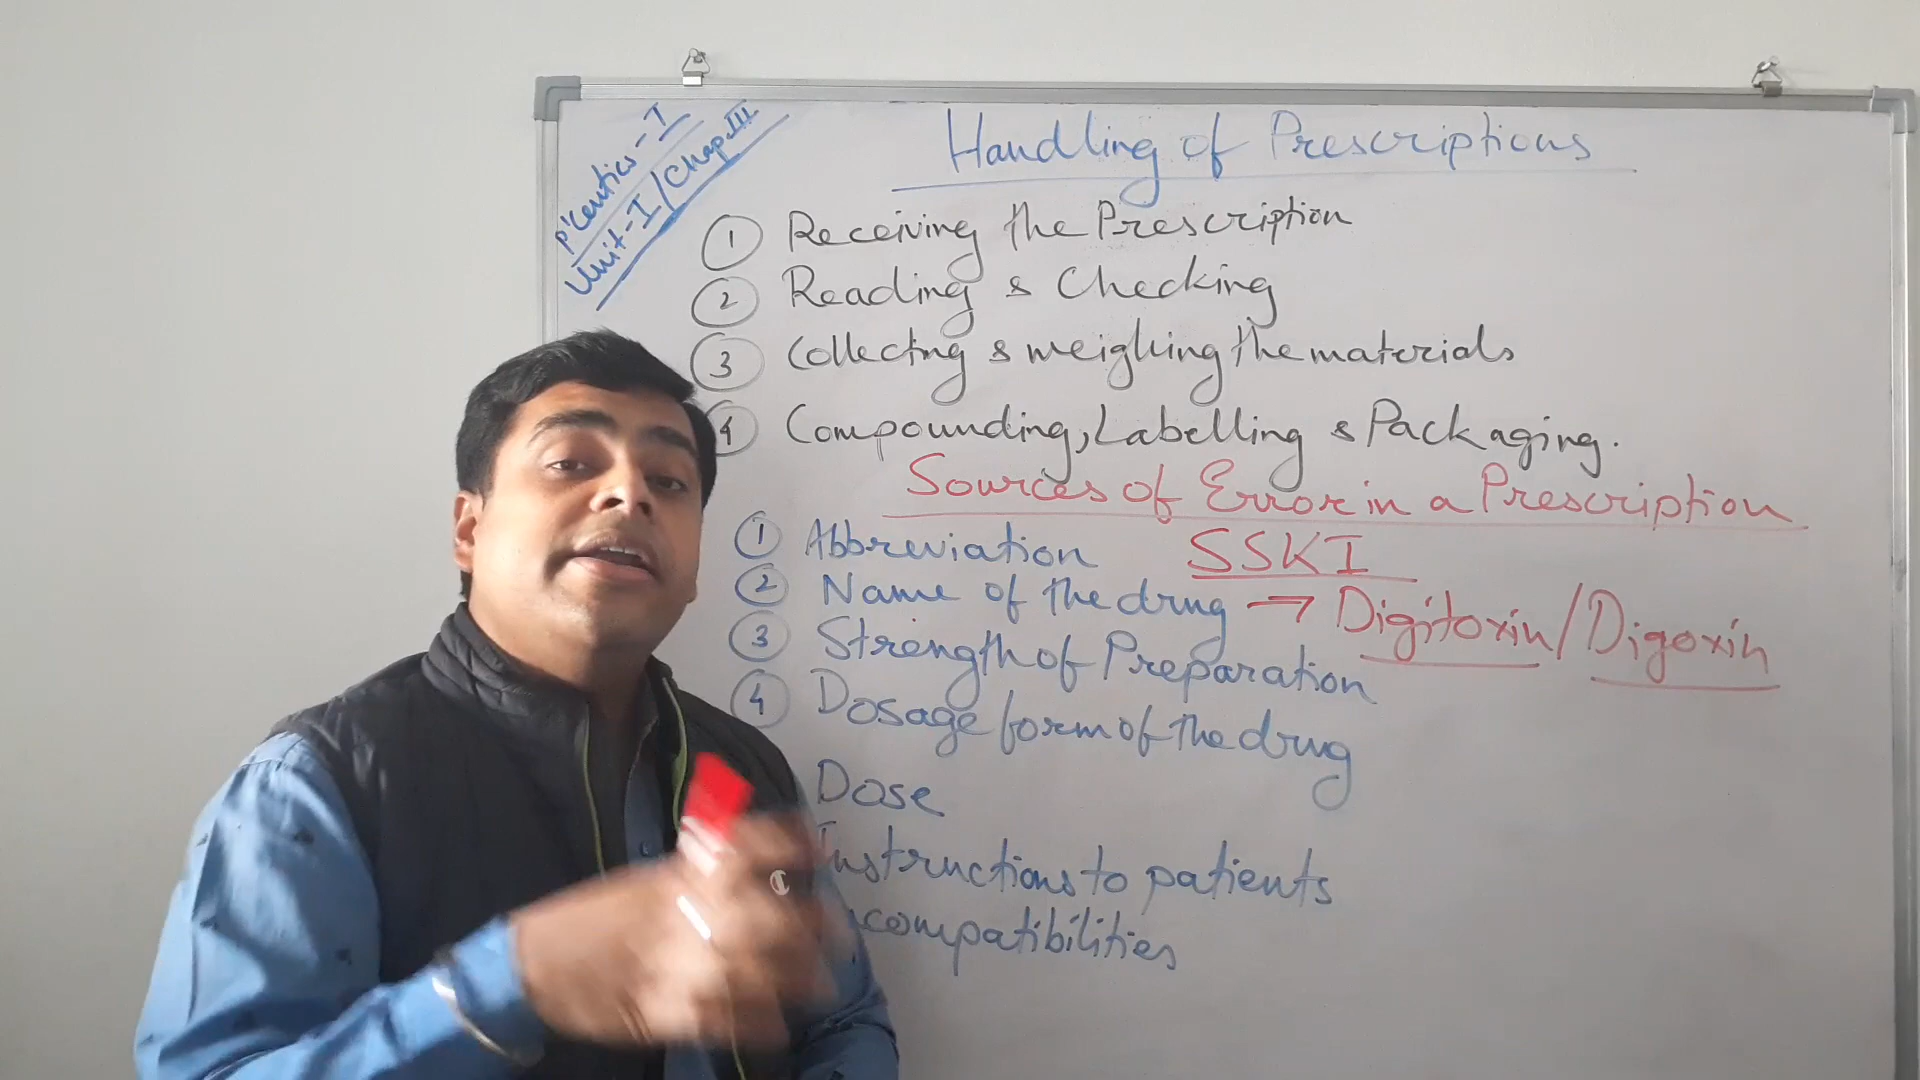 P'ceutics-I
Unit-I/Chap.III
Handling of Prescriptions
1 Receiving the Prescription
2 Reading & Checking
3 Collecting & weighing the materials
4 Compounding, Labelling & Packaging.
Sources of Error in a Prescription
1 Abbreviation SSKI
2 Name of the drug → Digitoxin/Digoxin
3 Strength of Preparation
4 Dosage form of the drug
Dose
Instructions to patients
compatibilities